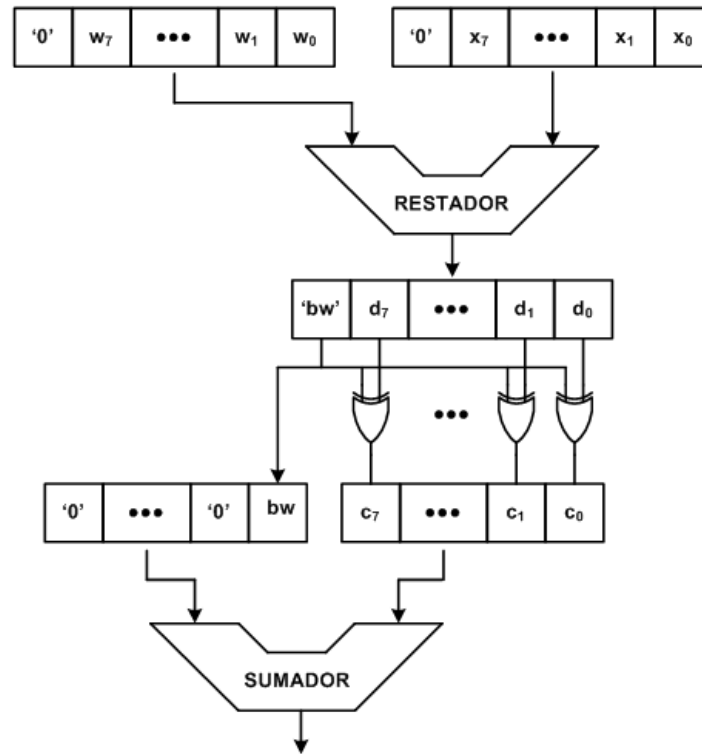 ‘0’ w7 ●●● w1 w0 ‘0’ x7 ●●● x1 x0
RESTADOR
‘bw’ d7 ●●● d1 d0
●●●
‘0’ ●●● ‘0’ bw c7 ●●● c1 c0
SUMADOR